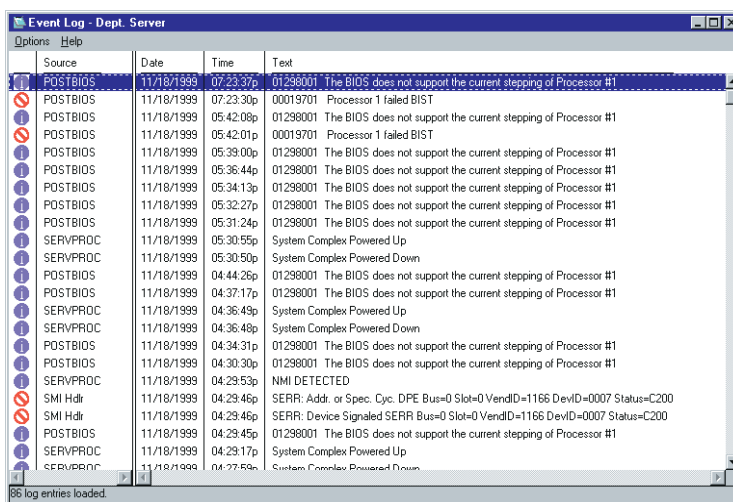 Event Log - Dept. Server
Options Help
Source Date Time Text
POSTBIOS 11/18/1999 07:23:37p 01298001 The BIOS does not support the current stepping of Processor #1
POSTBIOS 11/18/1999 07:23:30p 00019701 Processor 1 failed BIST
POSTBIOS 11/18/1999 05:42:08p 01298001 The BIOS does not support the current stepping of Processor #1
POSTBIOS 11/18/1999 05:42:01p 00019701 Processor 1 failed BIST
POSTBIOS 11/18/1999 05:39:00p 01298001 The BIOS does not support the current stepping of Processor #1
POSTBIOS 11/18/1999 05:36:44p 01298001 The BIOS does not support the current stepping of Processor #1
POSTBIOS 11/18/1999 05:34:13p 01298001 The BIOS does not support the current stepping of Processor #1
POSTBIOS 11/18/1999 05:32:27p 01298001 The BIOS does not support the current stepping of Processor #1
POSTBIOS 11/18/1999 05:31:24p 01298001 The BIOS does not support the current stepping of Processor #1
SERVPROC 11/18/1999 05:30:55p System Complex Powered Up
SERVPROC 11/18/1999 05:30:50p System Complex Powered Down
POSTBIOS 11/18/1999 04:44:26p 01298001 The BIOS does not support the current stepping of Processor #1
POSTBIOS 11/18/1999 04:37:17p 01298001 The BIOS does not support the current stepping of Processor #1
SERVPROC 11/18/1999 04:36:49p System Complex Powered Up
SERVPROC 11/18/1999 04:36:48p System Complex Powered Down
POSTBIOS 11/18/1999 04:34:31p 01298001 The BIOS does not support the current stepping of Processor #1
POSTBIOS 11/18/1999 04:30:30p 01298001 The BIOS does not support the current stepping of Processor #1
SERVPROC 11/18/1999 04:29:53p NMI DETECTED
SMI Hdlr 11/18/1999 04:29:46p SERR: Addr. or Spec. Cyc. DPE Bus=0 Slot=0 VendID=1166 DevID=0007 Status=C200
SMI Hdlr 11/18/1999 04:29:46p SERR: Device Signaled SERR Bus=0 Slot=0 VendID=1166 DevID=0007 Status=C200
POSTBIOS 11/18/1999 04:29:45p 01298001 The BIOS does not support the current stepping of Processor #1
SERVPROC 11/18/1999 04:29:17p System Complex Powered Up
SERVPROC 11/18/1999 04:27:59p System Complex Powered Down
86 log entries loaded.